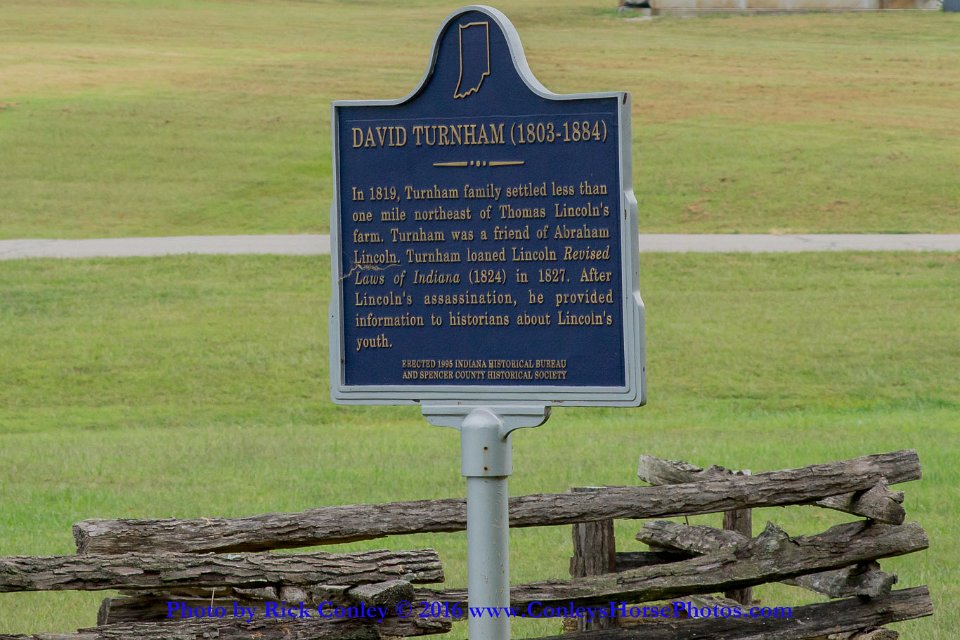 DAVID TURNHAM (1803-1884)
In 1819, Turnham family settled less than
one mile northeast of Thomas Lincoln's
farm. Turnham was a friend of Abraham
Lincoln. Turnham loaned Lincoln Revised
Laws of Indiana (1824) in 1827. After
Lincoln's assassination, he provided
information to historians about Lincoln's
youth.
ERECTED 1995 INDIANA HISTORICAL BUREAU
AND SPENCER COUNTY HISTORICAL SOCIETY
Photo by Rick Conley © 2016 www.ConleysHorsePhotos.com